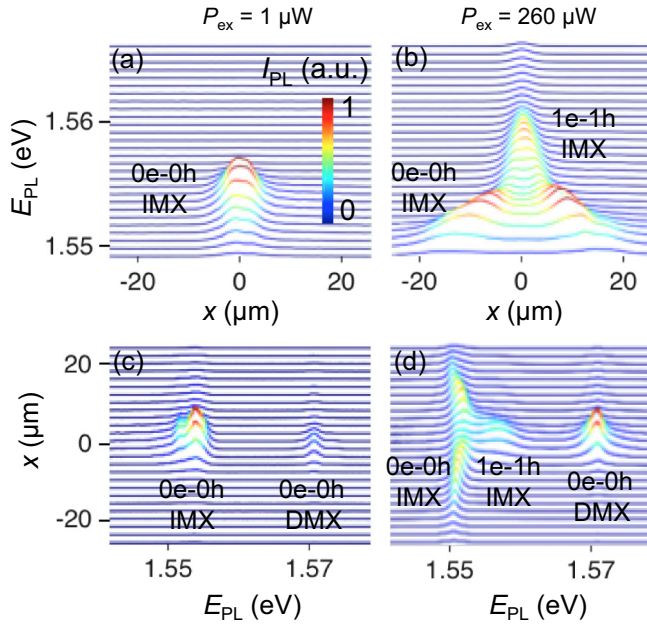 P_ex = 1 µW
P_ex = 260 µW
(a)
I_PL (a.u.)
1
0
0e-0h
IMX
(b)
1e-1h
IMX
0e-0h
IMX
1.56
1.55
E_PL (eV)
-20
0
20
x (µm)
-20
0
20
x (µm)
(c)
0e-0h
IMX
0e-0h
DMX
(d)
0e-0h
IMX
1e-1h
IMX
0e-0h
DMX
20
0
-20
x (µm)
1.55
1.57
E_PL (eV)
1.55
1.57
E_PL (eV)